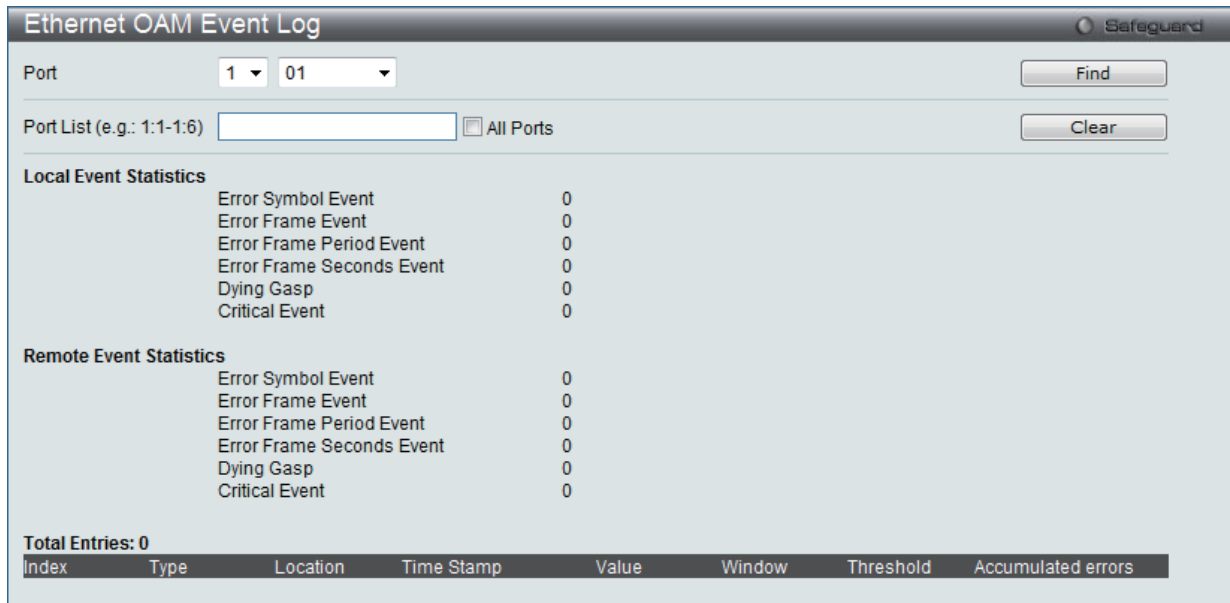 Ethernet OAM Event Log Safeguard
Port 1 01 Find
Port List (e.g.: 1:1-1:6) All Ports Clear
Local Event Statistics
Error Symbol Event 0
Error Frame Event 0
Error Frame Period Event 0
Error Frame Seconds Event 0
Dying Gasp 0
Critical Event 0
Remote Event Statistics
Error Symbol Event 0
Error Frame Event 0
Error Frame Period Event 0
Error Frame Seconds Event 0
Dying Gasp 0
Critical Event 0
Total Entries: 0
Index Type Location Time Stamp Value Window Threshold Accumulated errors